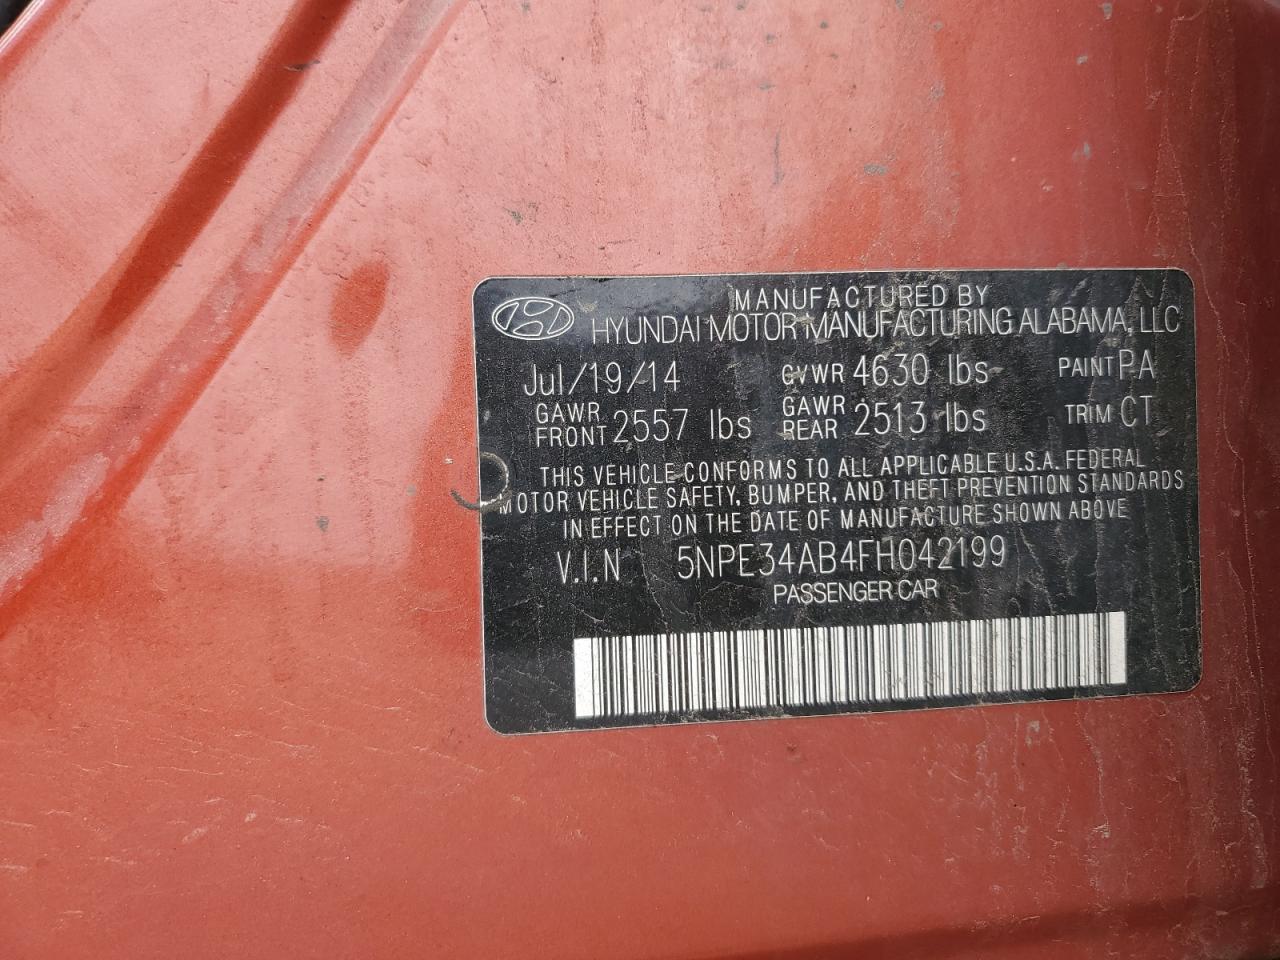 MANUFACTURED BY
HYUNDAI MOTOR MANUFACTURING ALABAMA, LLC
Jul/19/14 GVWR 4630 lbs PAINT PA
GAWR FRONT 2557 lbs GAWR REAR 2513 lbs TRIM CT
THIS VEHICLE CONFORMS TO ALL APPLICABLE U.S.A. FEDERAL
MOTOR VEHICLE SAFETY, BUMPER, AND THEFT PREVENTION STANDARDS
IN EFFECT ON THE DATE OF MANUFACTURE SHOWN ABOVE
V.I.N 5NPE34AB4FH042199
PASSENGER CAR